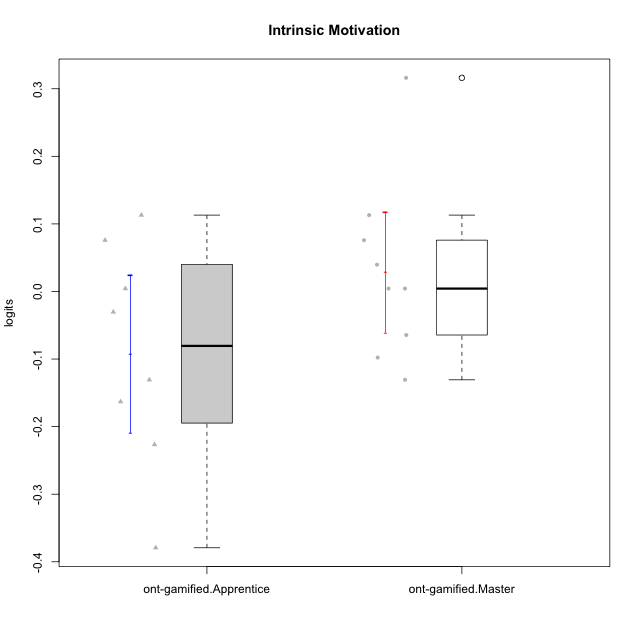 Intrinsic Motivation
logits
0.3
0.2
0.1
0.0
-0.1
-0.2
-0.3
-0.4
ont-gamified.Apprentice
ont-gamified.Master